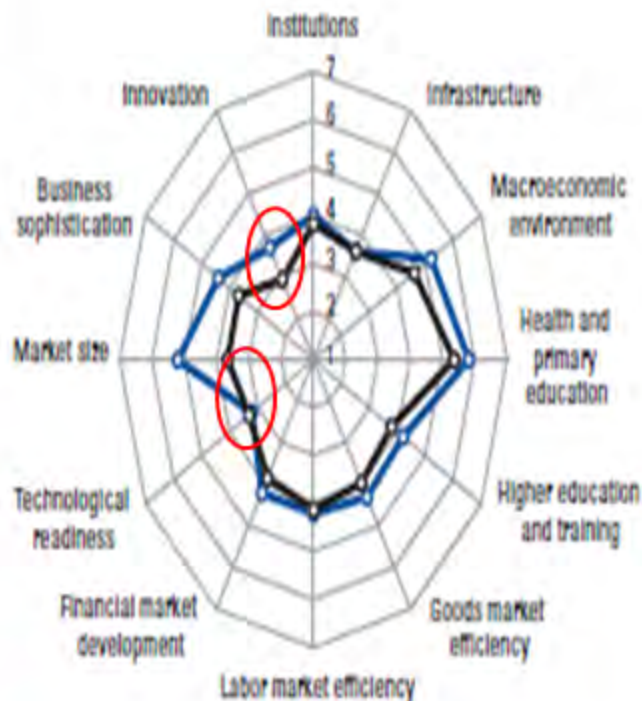 Institutions
Innovation
Infrastructure
Business
sophistication
Macroeconomic
environment
Market size
Health and
primary
education
Technological
readiness
Higher education
and training
Financial market
development
Goods market
efficiency
Labor market efficiency
7
6
5
4
3
2
1